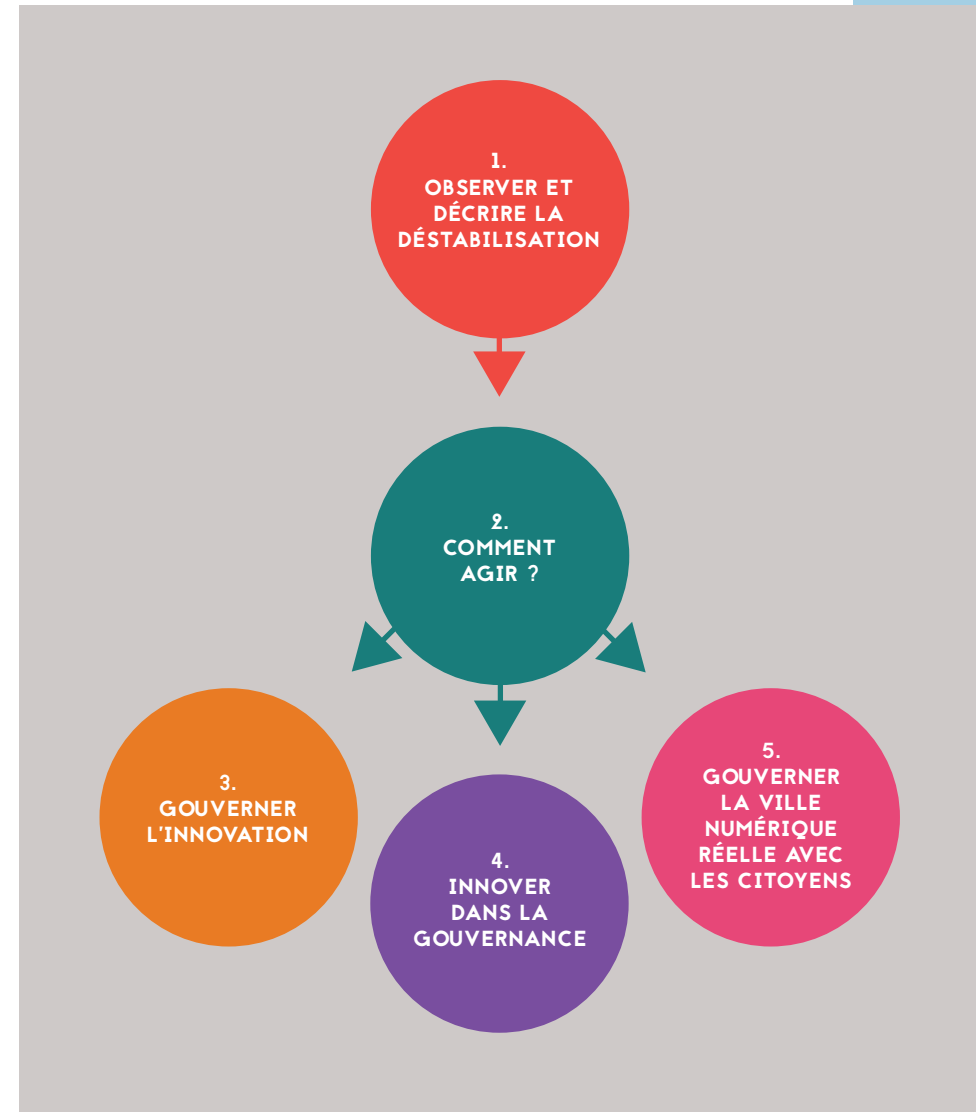 1.
OBSERVER ET
DÉCRIRE LA
DÉSTABILISATION
2.
COMMENT
AGIR ?
3.
GOUVERNER
L'INNOVATION
4.
INNOVER
DANS LA
GOUVERNANCE
5.
GOUVERNER
LA VILLE
NUMÉRIQUE
RÉELLE AVEC
LES CITOYENS